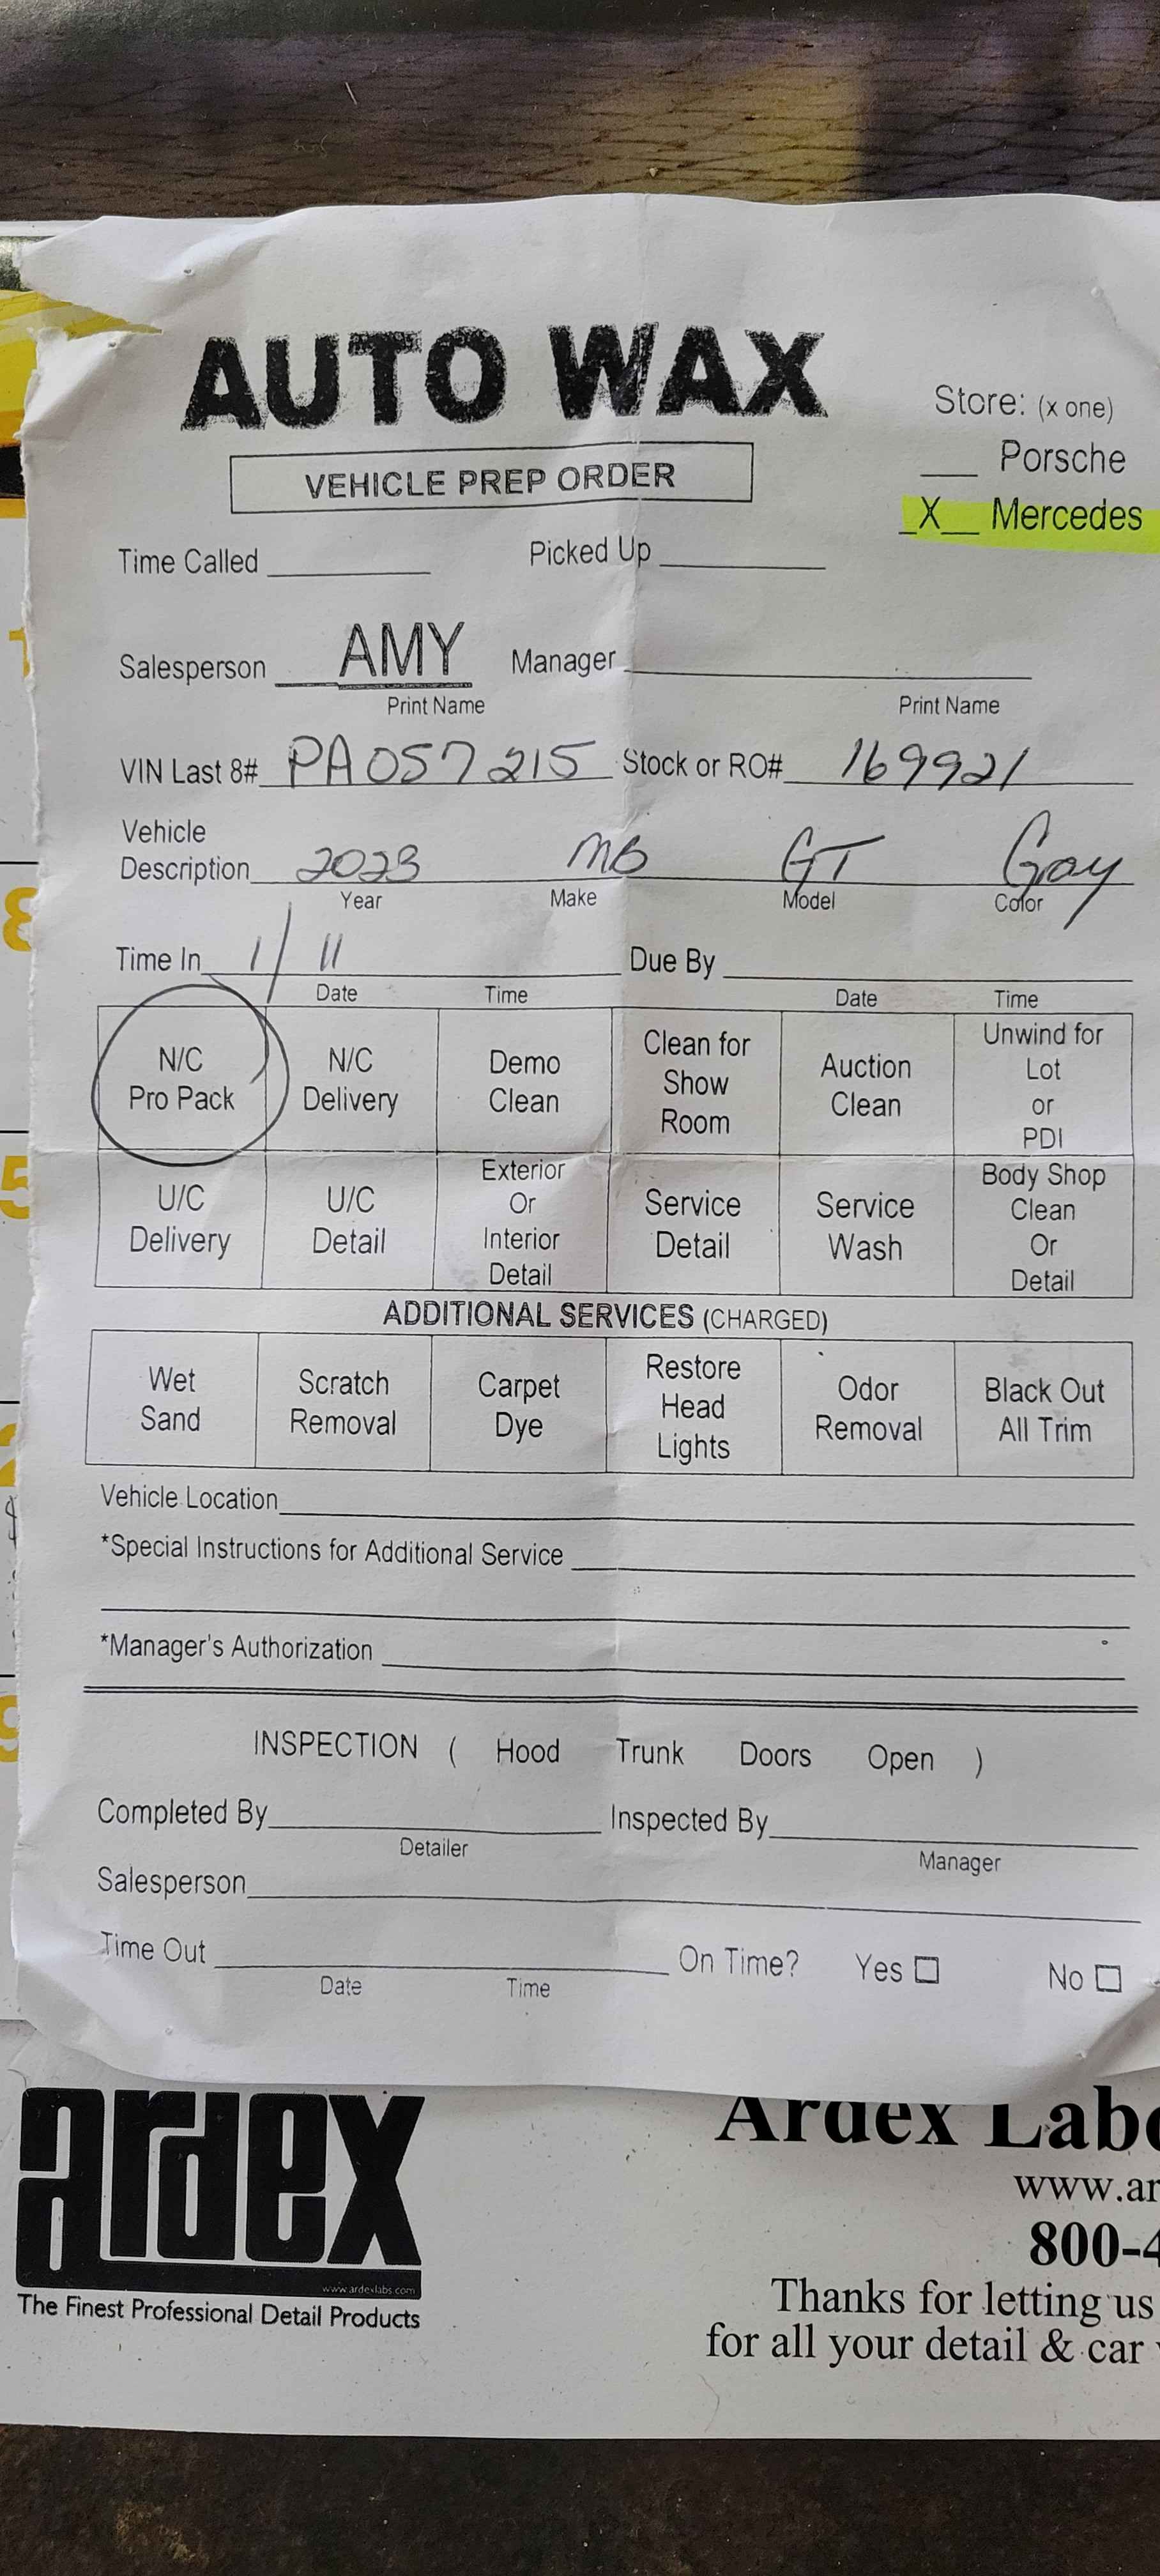 AUTO WAX
Store: (x one)
___ Porsche
_X__ Mercedes
VEHICLE PREP ORDER
Time Called Picked Up
Salesperson AMY Manager
Print Name Print Name
VIN Last 8# PA057215 Stock or RO# 169921
Vehicle
Description 2023 MB GT Gray
Year Make Model Color
Time In 1/11 Due By
Date Time Date Time
N/C Pro Pack N/C Delivery Demo Clean Clean for Show Room Auction Clean Unwind for Lot or PDI
U/C Delivery U/C Detail Exterior Or Interior Detail Service Detail Service Wash Body Shop Clean Or Detail
ADDITIONAL SERVICES (CHARGED)
Wet Sand Scratch Removal Carpet Dye Restore Head Lights Odor Removal Black Out All Trim
Vehicle Location
*Special Instructions for Additional Service
*Manager's Authorization
INSPECTION ( Hood Trunk Doors Open )
Completed By Inspected By
Detailer Manager
Salesperson
Time Out On Time? Yes No
Date Time
ardex
www.ardexlabs.com
The Finest Professional Detail Products
Ardex Labo
www.ar
800-4
Thanks for letting us
for all your detail & car